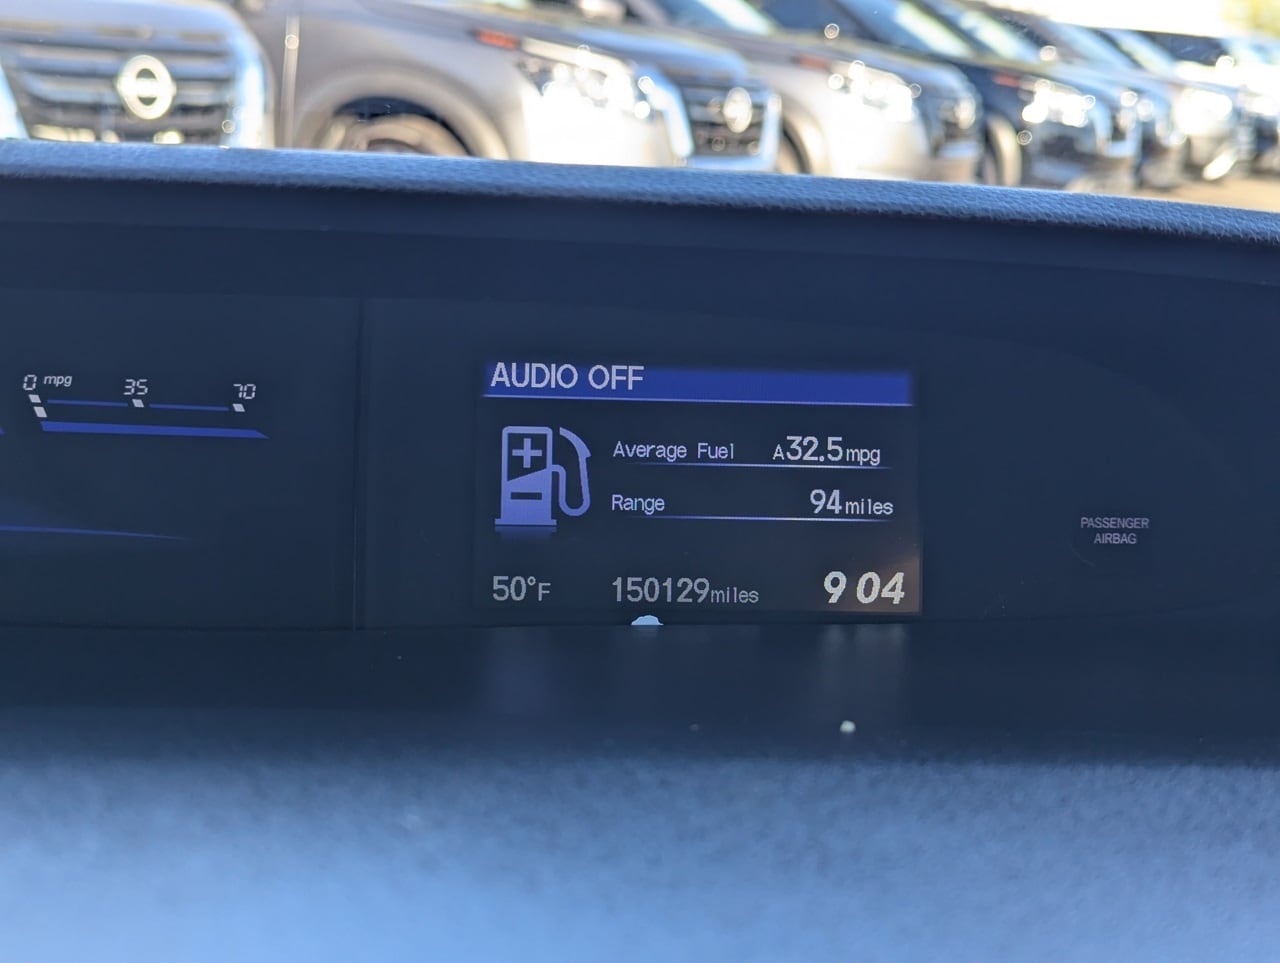 0 mpg 35 70
AUDIO OFF
Average Fuel A32.5mpg
Range 94miles
50°F 150129miles 9 04
PASSENGER
AIRBAG